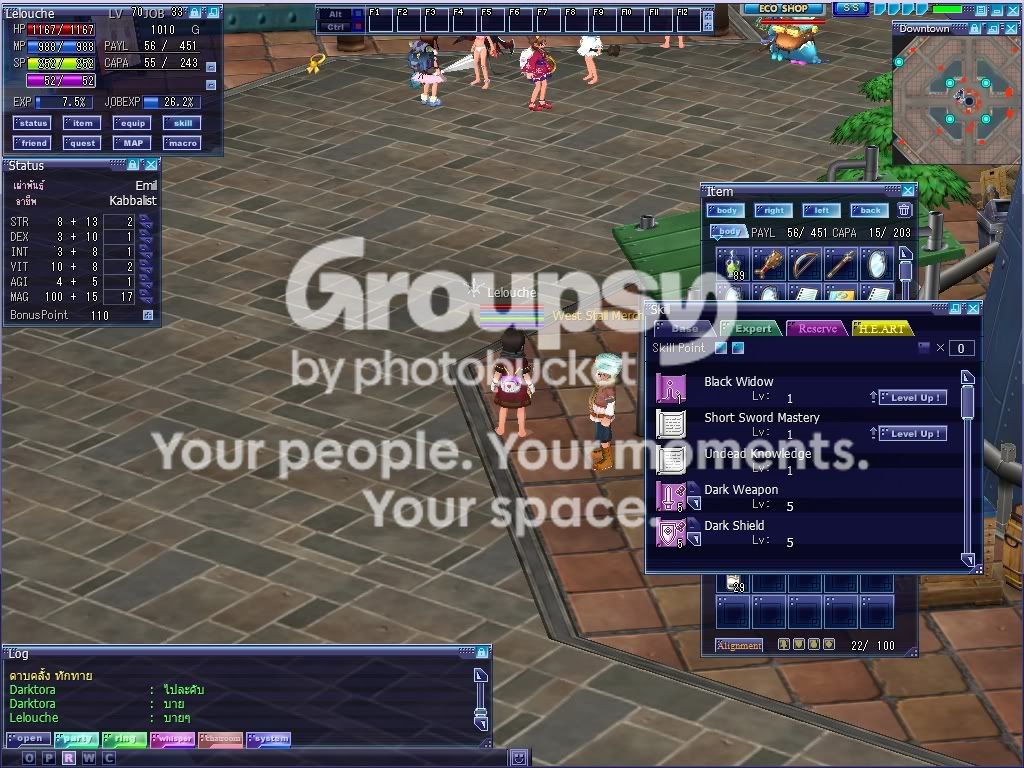 Lelouche LV 70 JOB 33
HP 1167/ 1167 1010 G
MP 988/ 988 PAYL 56 / 451
SP 252/ 252 CAPA 55 / 243
52/ 52
EXP 7.5% JOBEXP 26.2%
status item equip skill
friend quest MAP macro
Alt F1 F2 F3 F4 F5 F6 F7 F8 F9 F10 F11 F12
Ctrl
ECO SHOP SS
Downtown
Status
เผ่าพันธุ์ Emil
อาชีพ Kabbalist
STR 8 + 13 2
DEX 3 + 10 1
INT 3 + 8 1
VIT 10 + 8 2
AGI 4 + 5 1
MAG 100 + 15 17
BonusPoint 110
Item
body right left back
body PAYL 56/ 451 CAPA 15/ 203
89
Groupsy
by photobucket
Your people. Your moments.
Your space.
Lelouche
West Stall Merch
Skill
Base Expert Reserve H.E.ART
Skill Point × 0
Black Widow
Lv: 1 Level Up !
Short Sword Mastery
Lv: 1 Level Up !
Undead Knowledge
Lv: 1
Dark Weapon
5 Lv: 5
Dark Shield
5 Lv: 5
29
Alignment 22/ 100
Log
ดาบคลั้ง ทักทาย
Darktora : ไปละคับ
Darktora : บาย
Lelouche : บายๆ
open party ring whisper chatroom system
O P R W C